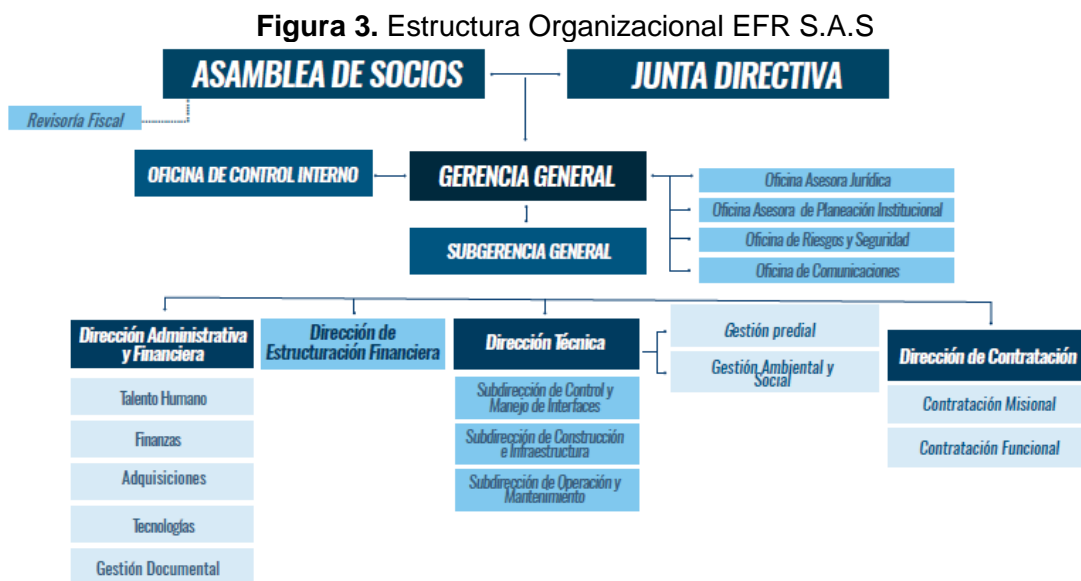 Figura 3. Estructura Organizacional EFR S.A.S
ASAMBLEA DE SOCIOS
JUNTA DIRECTIVA
Revisoría Fiscal
OFICINA DE CONTROL INTERNO
GERENCIA GENERAL
Oficina Asesora Jurídica
Oficina Asesora de Planeación Institucional
Oficina de Riesgos y Seguridad
Oficina de Comunicaciones
SUBGERENCIA GENERAL
Dirección Administrativa
y Financiera
Talento Humano
Finanzas
Adquisiciones
Tecnologías
Gestión Documental
Dirección de
Estructuración Financiera
Dirección Técnica
Subdirección de Control y
Manejo de Interfaces
Subdirección de Construcción
e Infraestructura
Subdirección de Operación y
Mantenimiento
Gestión predial
Gestión Ambiental y
Social
Dirección de Contratación
Contratación Misional
Contratación Funcional